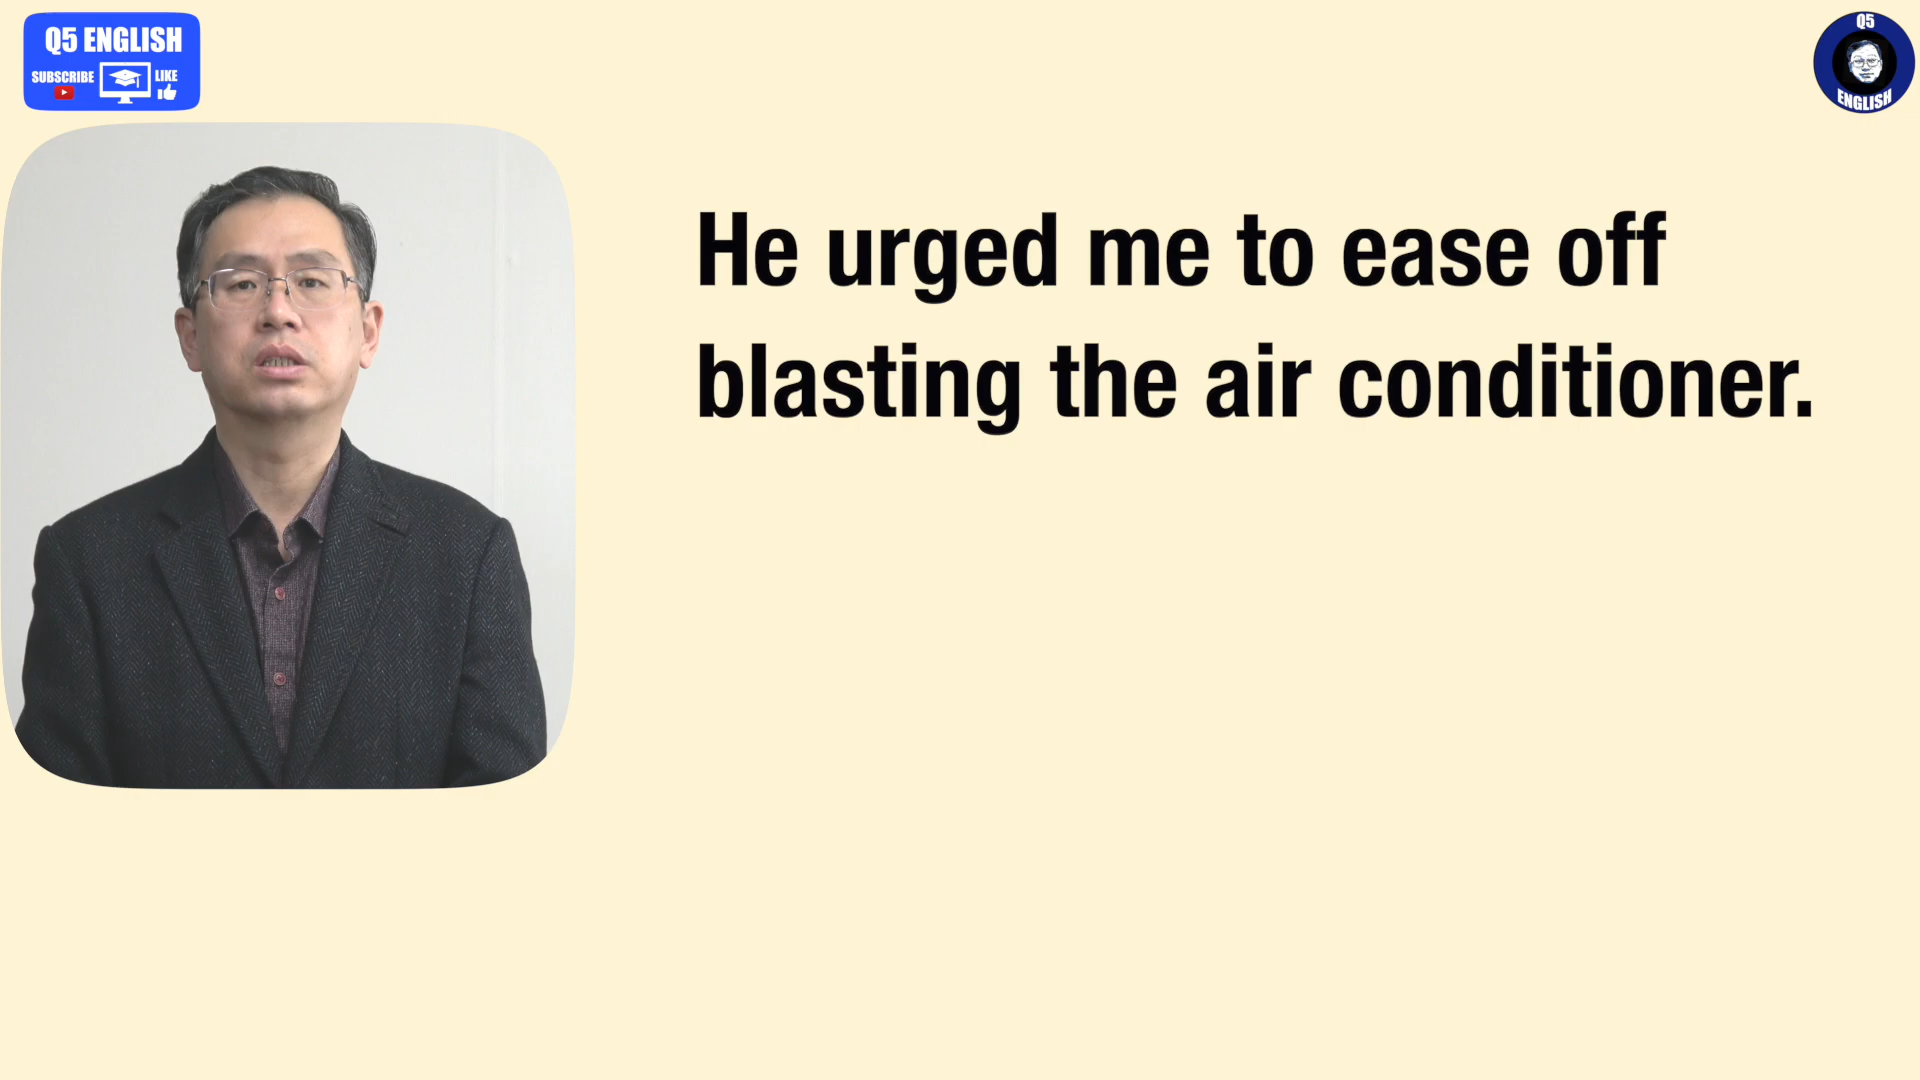 Q5 ENGLISH
SUBSCRIBE
LIKE
Q5
ENGLISH
He urged me to ease off
blasting the air conditioner.